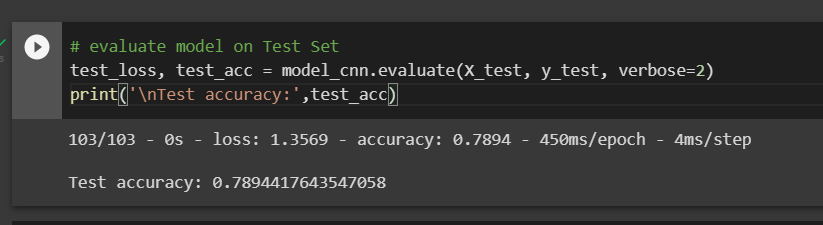 # evaluate model on Test Set
test_loss, test_acc = model_cnn.evaluate(X_test, y_test, verbose=2)
print('\nTest accuracy:',test_acc)
103/103 - 0s - loss: 1.3569 - accuracy: 0.7894 - 450ms/epoch - 4ms/step
Test accuracy: 0.7894417643547058